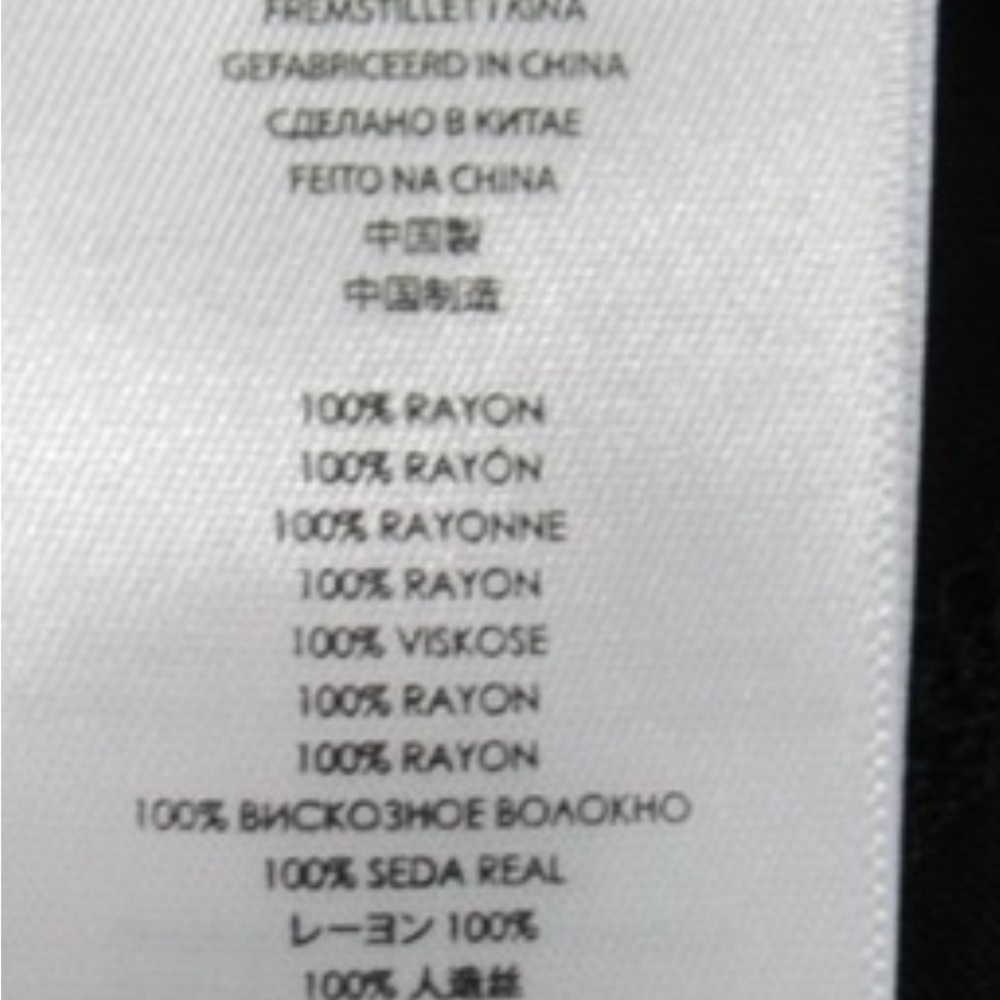 FREMSTILLET I KINA
GEFABRICEERD IN CHINA
СДЕЛАНО В КИТАЕ
FEITO NA CHINA
中国製
中国制造
100% RAYON
100% RAYÓN
100% RAYONNE
100% RAYON
100% VISKOSE
100% RAYON
100% RAYON
100% ВИСКОЗНОЕ ВОЛОКНО
100% SEDA REAL
レーヨン 100%
100% 人造丝